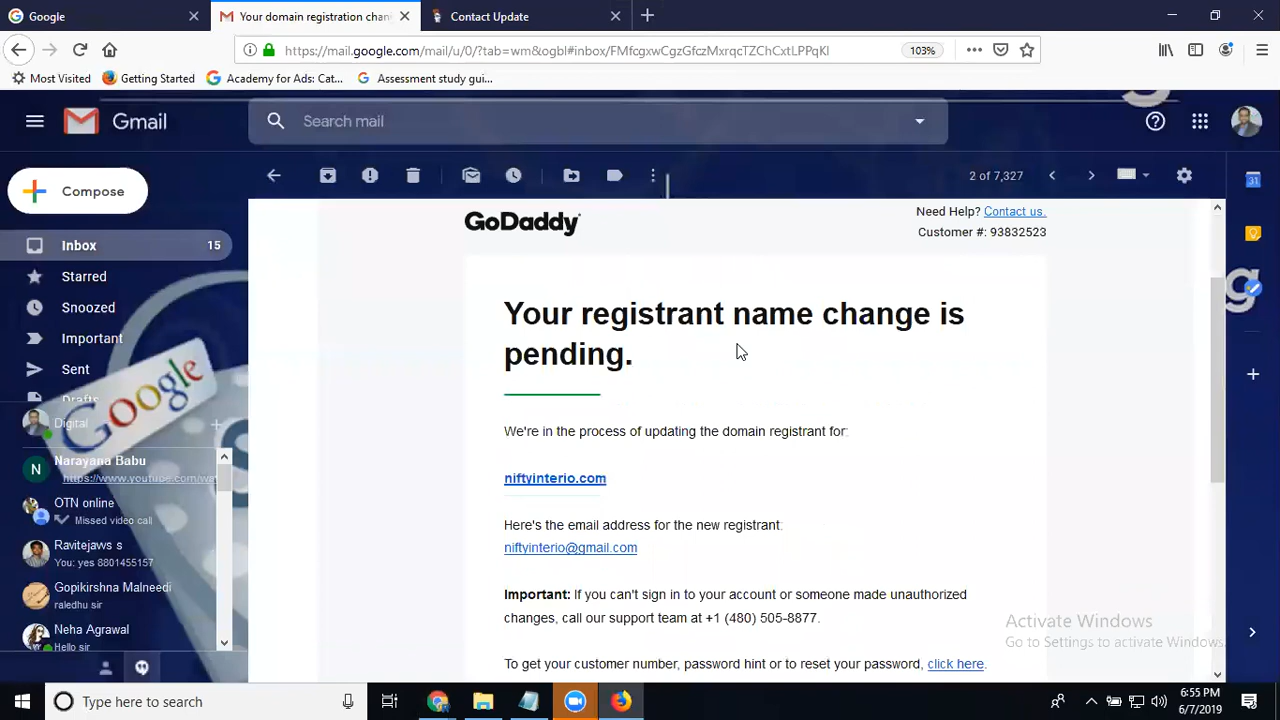 Google
Your domain registration chan
Contact Update
https://mail.google.com/mail/u/0/?tab=wm&ogbl#inbox/FMfcgxwCgzGfczMxrqcTZChCxtLPPqKl
103%
Most Visited
Getting Started
Academy for Ads: Cat...
Assessment study gui...
Gmail
Search mail
Compose
2 of 7,327
Inbox
15
Starred
Snoozed
Important
Sent
Drafts
Digital
Narayana Babu
https://www.youtube.com/wa
OTN online
Missed video call
Ravitejaws s
You: yes 8801455157
Gopikirshna Malneedi
raledhu sir
Neha Agrawal
Hello sir
Google
GoDaddy
Need Help? Contact us.
Customer #: 93832523
Your registrant name change is
pending.
We're in the process of updating the domain registrant for:
niftyinterio.com
Here's the email address for the new registrant:
niftyinterio@gmail.com
Important: If you can't sign in to your account or someone made unauthorized
changes, call our support team at +1 (480) 505-8877.
To get your customer number, password hint or to reset your password, click here.
Activate Windows
Go to Settings to activate Windows.
Type here to search
6:55 PM
6/7/2019